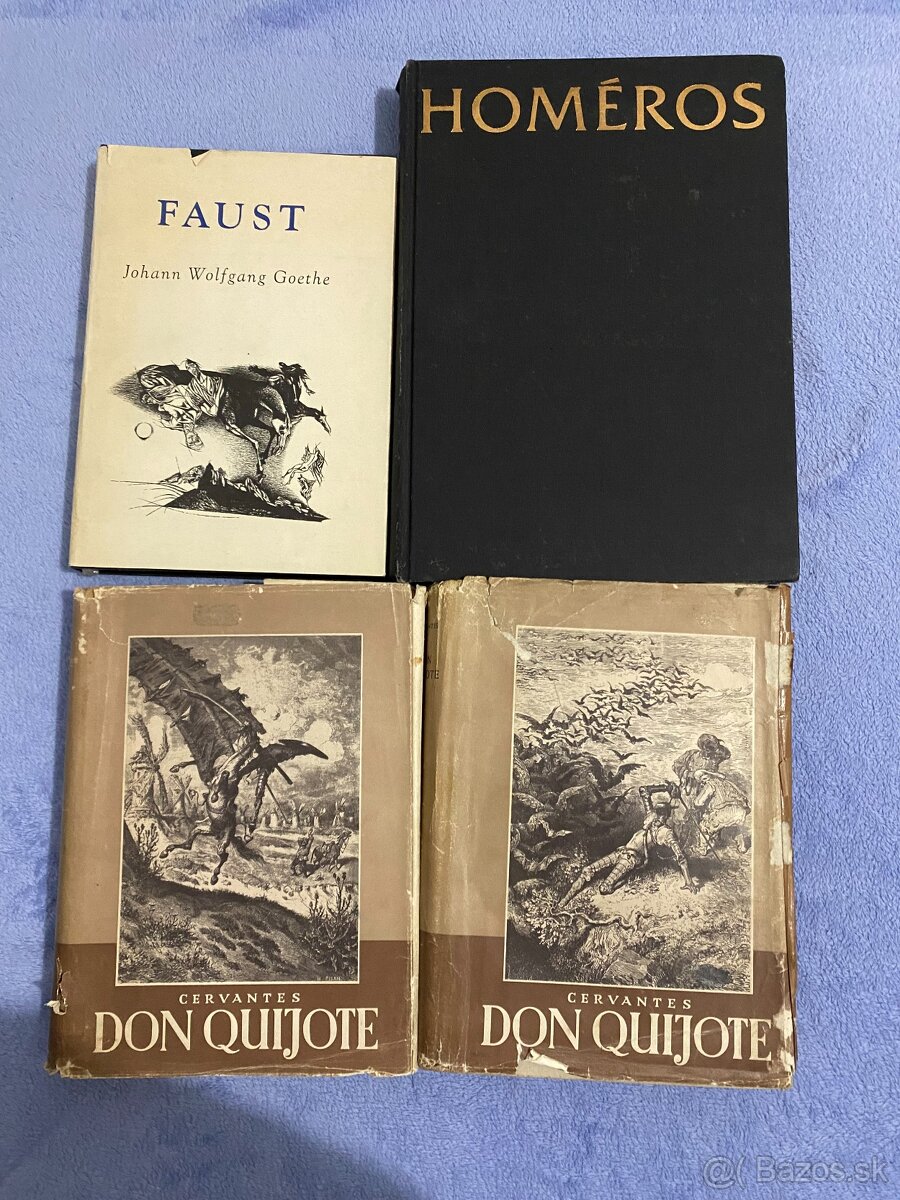 HOMÉROS
FAUST
Johann Wolfgang Goethe
CERVANTES
DON QUIJOTE
CERVANTES
DON QUIJOTE
Bazos.sk